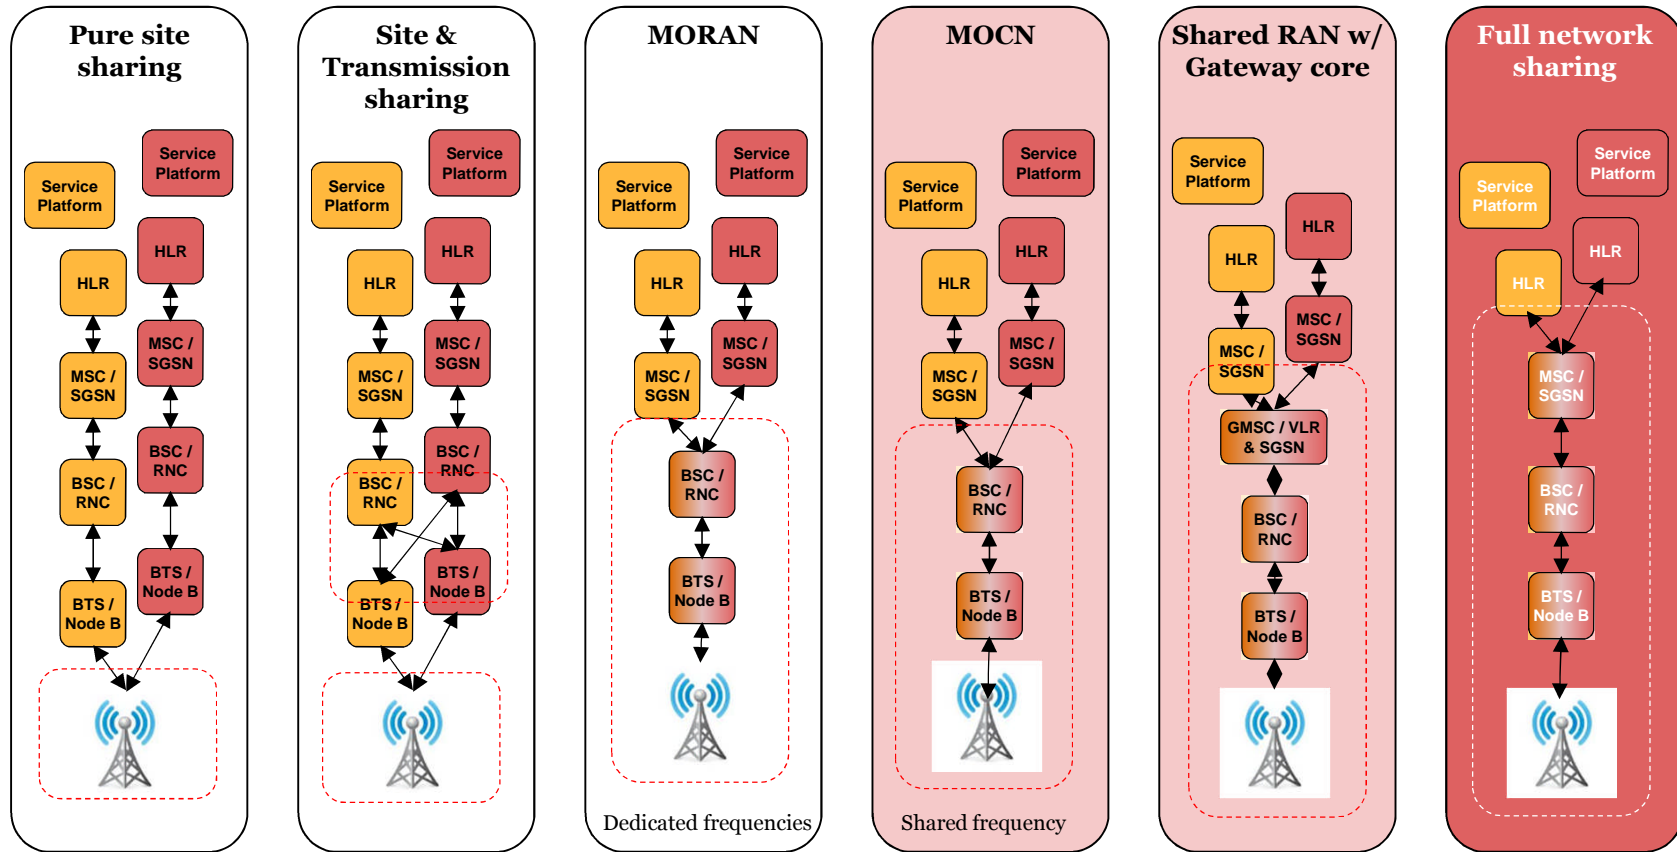 Pure site
sharing
Service
Platform
Service
Platform
HLR
HLR
MSC /
SGSN
MSC /
SGSN
BSC /
RNC
BSC /
RNC
BTS /
Node B
BTS /
Node B
Site &
Transmission
sharing
Service
Platform
Service
Platform
HLR
HLR
MSC /
SGSN
MSC /
SGSN
BSC /
RNC
BSC /
RNC
BTS /
Node B
BTS /
Node B
MORAN
Service
Platform
Service
Platform
HLR
HLR
MSC /
SGSN
MSC /
SGSN
BSC /
RNC
BTS /
Node B
Dedicated frequencies
MOCN
Service
Platform
Service
Platform
HLR
HLR
MSC /
SGSN
MSC /
SGSN
BSC /
RNC
BTS /
Node B
Shared frequency
Shared RAN w/
Gateway core
Service
Platform
HLR
HLR
MSC /
SGSN
MSC /
SGSN
GMSC / VLR
& SGSN
BSC /
RNC
BTS /
Node B
Full network
sharing
Service
Platform
Service
Platform
HLR
HLR
MSC /
SGSN
BSC /
RNC
BTS /
Node B